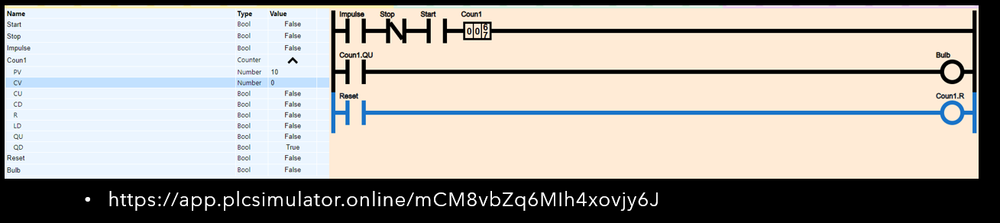 Name Type Value
Start Bool False
Stop Bool False
Impulse Bool False
Coun1 Counter
PV Number 10
CV Number 0
CU Bool False
CD Bool False
R Bool False
LD Bool False
QU Bool False
QD Bool True
Reset Bool False
Bulb Bool False
Impulse Stop Start Coun1
0 0 6 7
Coun1.QU Bulb
Reset Coun1.R
• https://app.plcsimulator.online/mCM8vbZq6MIh4xovjy6J